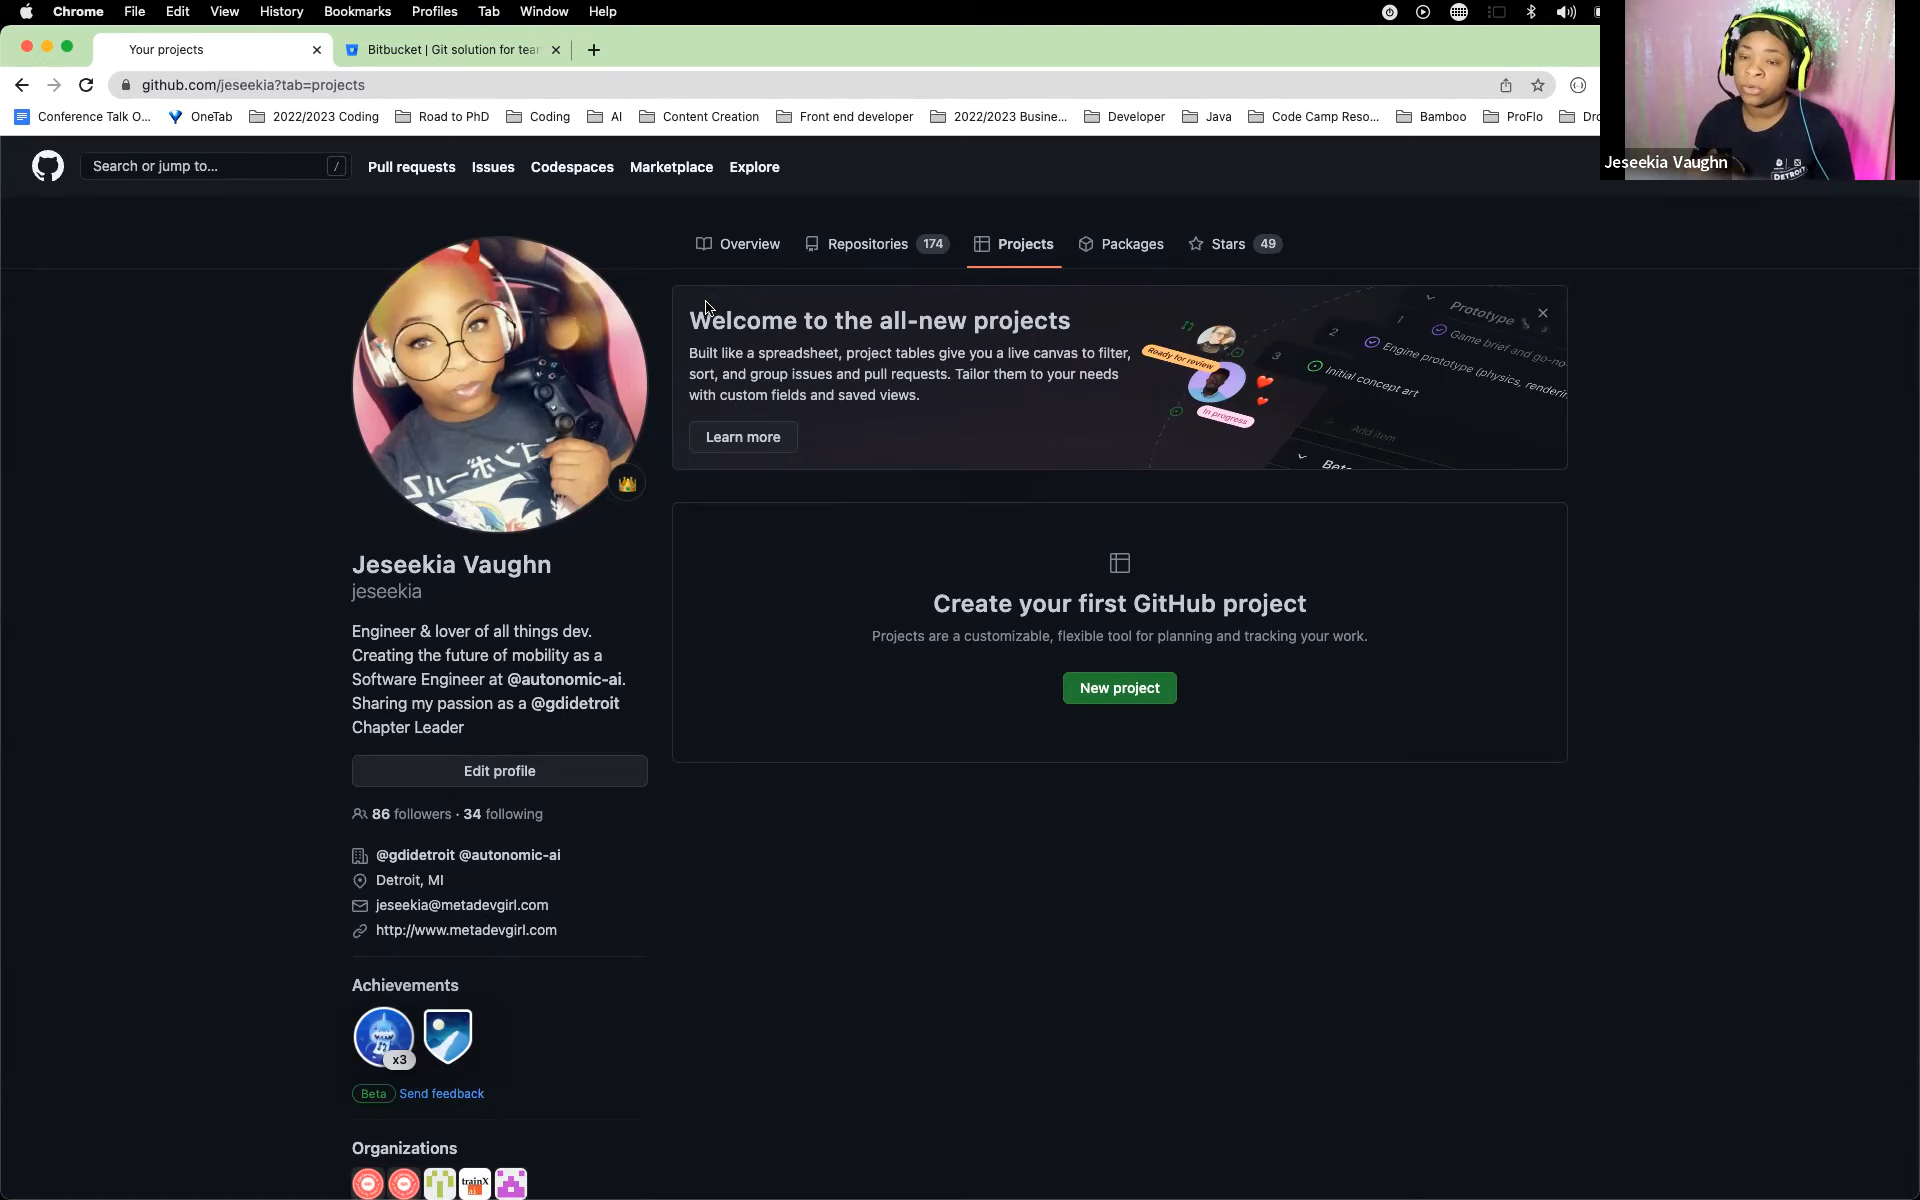 Chrome File Edit View History Bookmarks Profiles Tab Window Help
Your projects
Bitbucket | Git solution for tear
github.com/jeseekia?tab=projects
Conference Talk O... OneTab 2022/2023 Coding Road to PhD Coding AI Content Creation Front end developer 2022/2023 Busine... Developer Java Code Camp Reso... Bamboo ProFlo Dro
Jeseekia Vaughn
DETROIT
Search or jump to... /
Pull requests Issues Codespaces Marketplace Explore
Overview Repositories 174 Projects Packages Stars 49
Welcome to the all-new projects
Built like a spreadsheet, project tables give you a live canvas to filter,
sort, and group issues and pull requests. Tailor them to your needs
with custom fields and saved views.
Learn more
Ready for review
In progress
Prototype
1 Game brief and go-no
2 Engine prototype (physics, renderin
3 Initial concept art
Add item
Beta
Create your first GitHub project
Projects are a customizable, flexible tool for planning and tracking your work.
New project
Jeseekia Vaughn
jeseekia
Engineer & lover of all things dev.
Creating the future of mobility as a
Software Engineer at @autonomic-ai.
Sharing my passion as a @gdidetroit
Chapter Leader
Edit profile
86 followers · 34 following
@gdidetroit @autonomic-ai
Detroit, MI
jeseekia@metadevgirl.com
http://www.metadevgirl.com
Achievements
x3
Beta Send feedback
Organizations
trainX